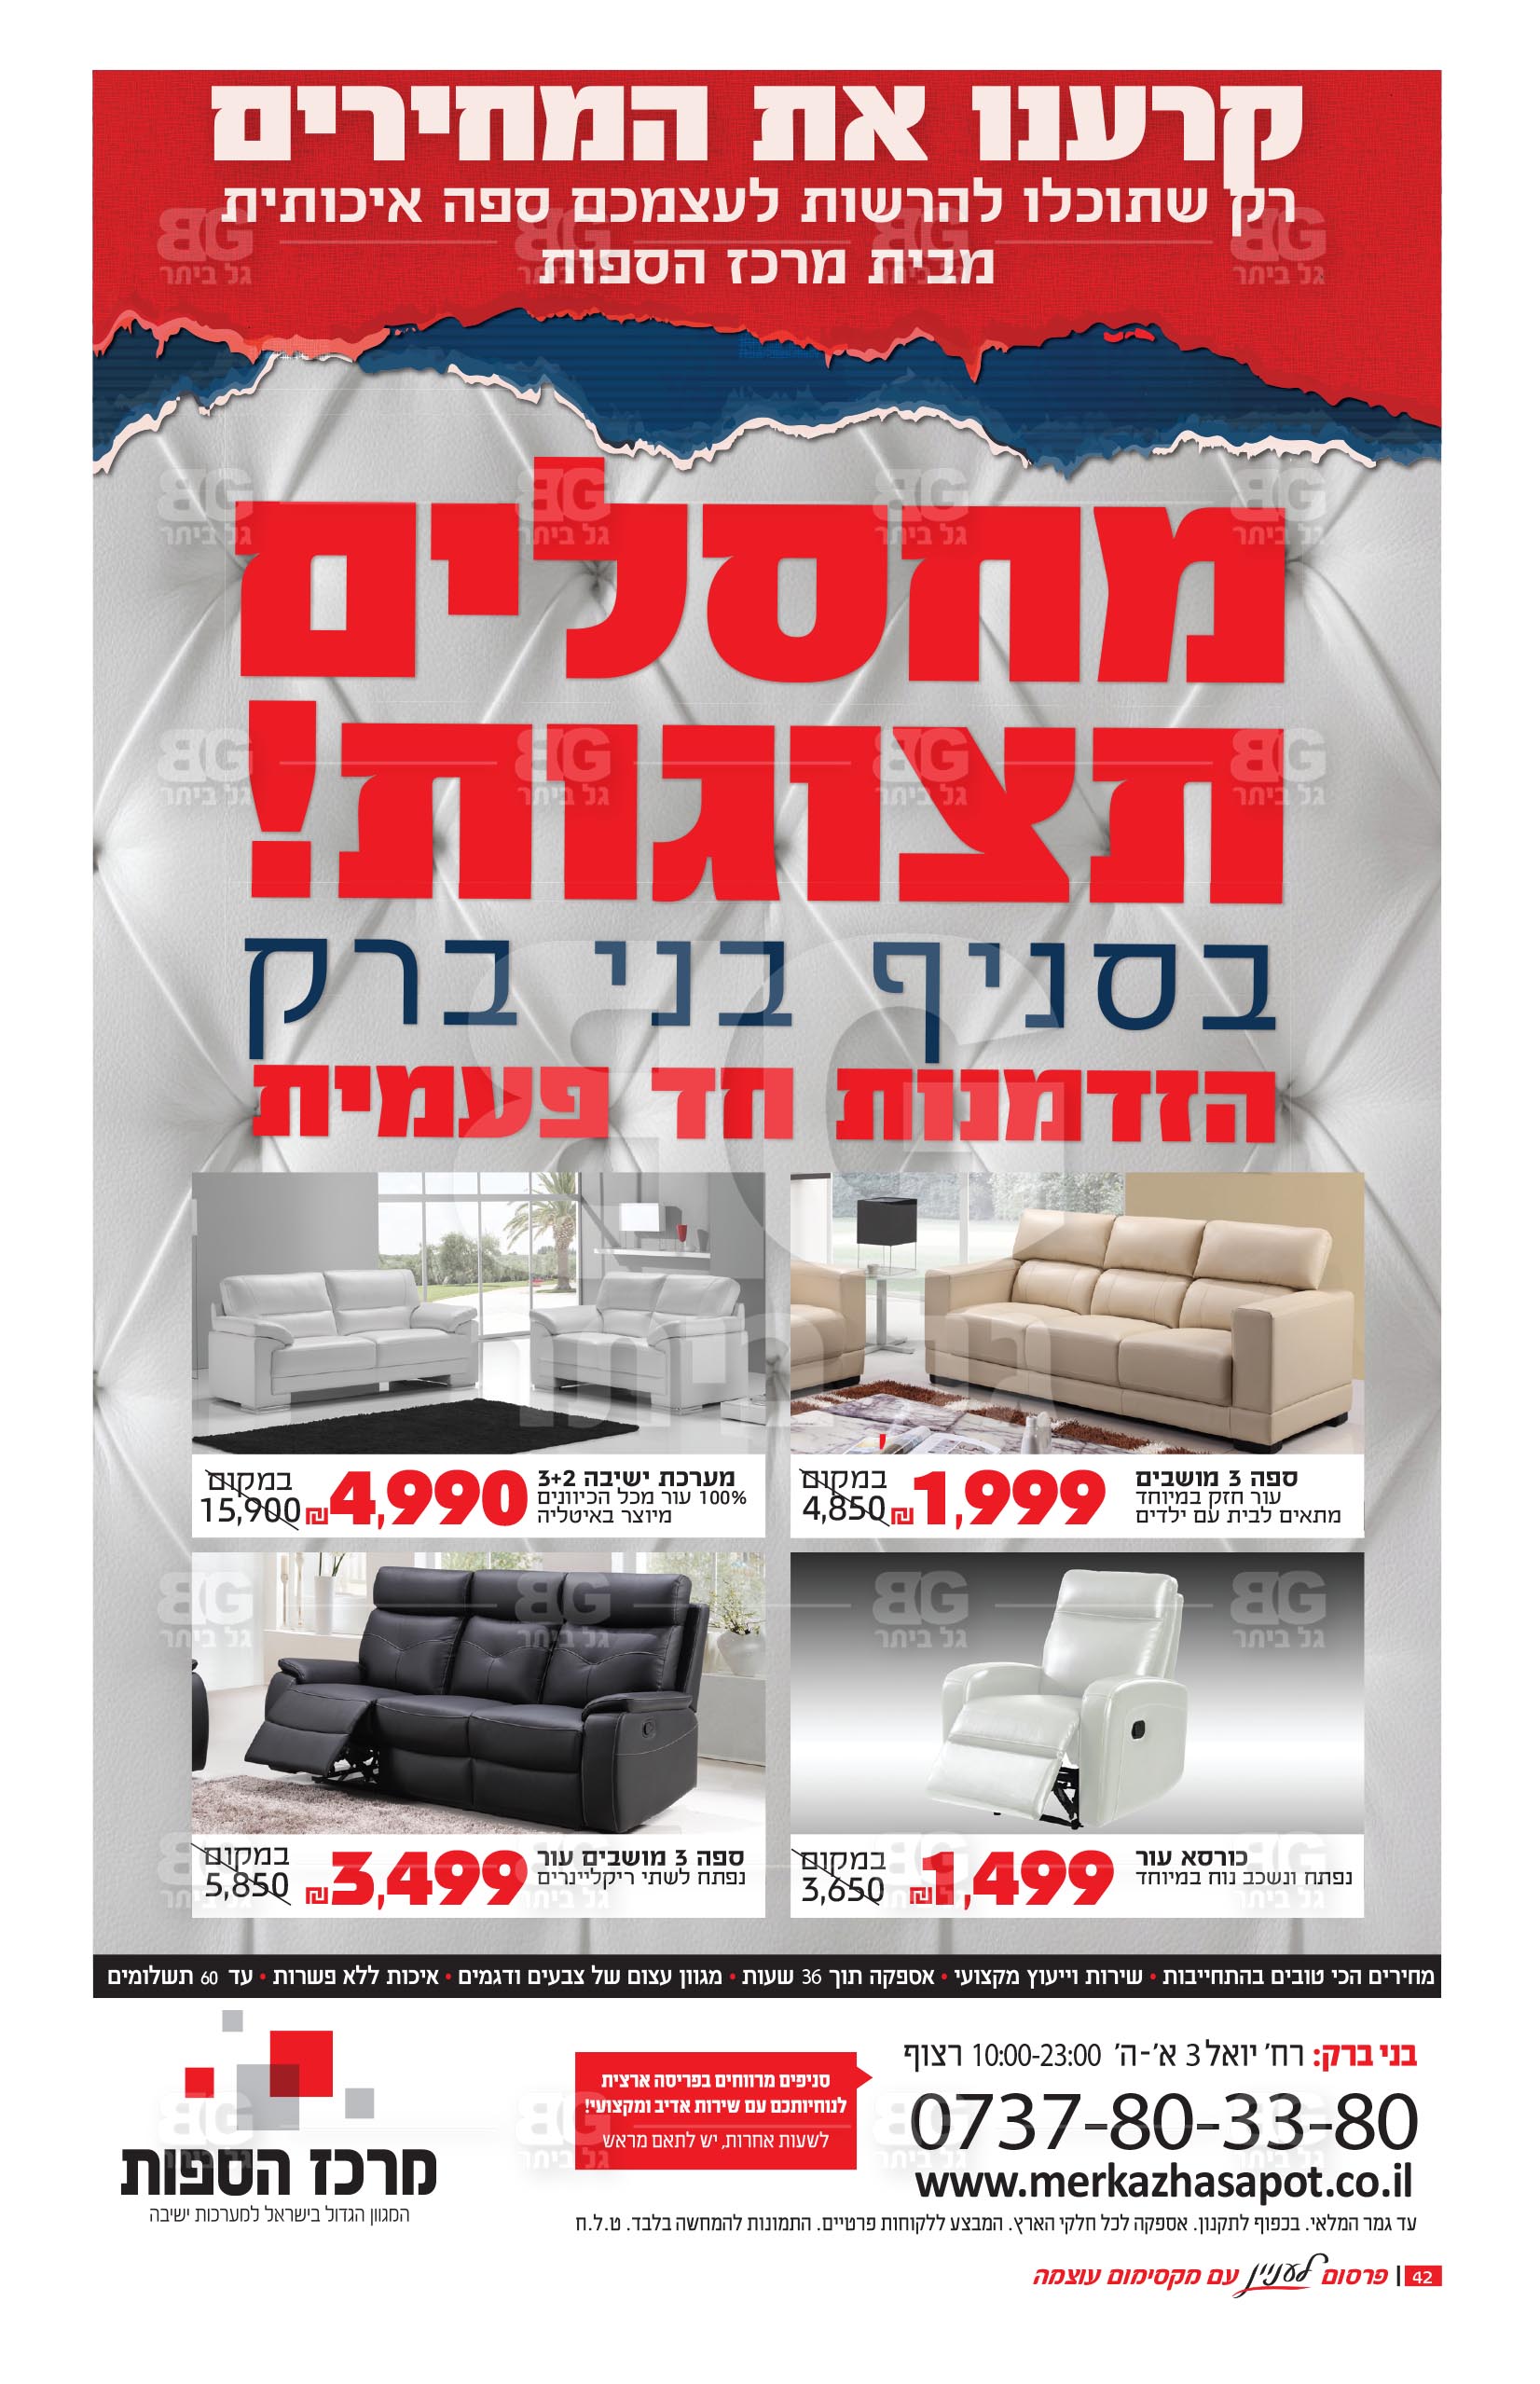 קרענו את המחירים
רק שתוכלו להרשות לעצמכם ספה איכותית
מבית מרכז הספות
מחסלים
תצוגות!
בסניף בני ברק
הזדמנות חד פעמית
ספה 3 מושבים
עור חזק במיוחד
מתאים לבית עם ילדים
1,999 ₪
במקום
4,850
מערכת ישיבה 3+2
100% עור מכל הכיוונים
מיוצר באיטליה
4,990 ₪
במקום
15,900
כורסא עור
נפתח ונשכב נוח במיוחד
1,499 ₪
במקום
3,650
ספה 3 מושבים עור
נפתח לשתי ריקליינרים
3,499 ₪
במקום
5,850
מחירים הכי טובים בהתחייבות • שירות וייעוץ מקצועי • אספקה תוך 36 שעות • מגוון עצום של צבעים ודגמים • איכות ללא פשרות • עד 60 תשלומים
בני ברק: רח' יואל 3 א'-ה' 10:00-23:00 רצוף
0737-80-33-80
www.merkazhasapot.co.il
סניפים מרווחים בפריסה ארצית
לנוחיותכם עם שירות אדיב ומקצועי!
לשעות אחרות, יש לתאם מראש
מרכז הספות
המגוון הגדול בישראל למערכות ישיבה
עד גמר המלאי. בכפוף לתקנון. אספקה לכל חלקי הארץ. המבצע ללקוחות פרטיים. התמונות להמחשה בלבד. ט.ל.ח
42 | פרסום לעניין עם מקסימום עוצמה
BG
גל ביתר